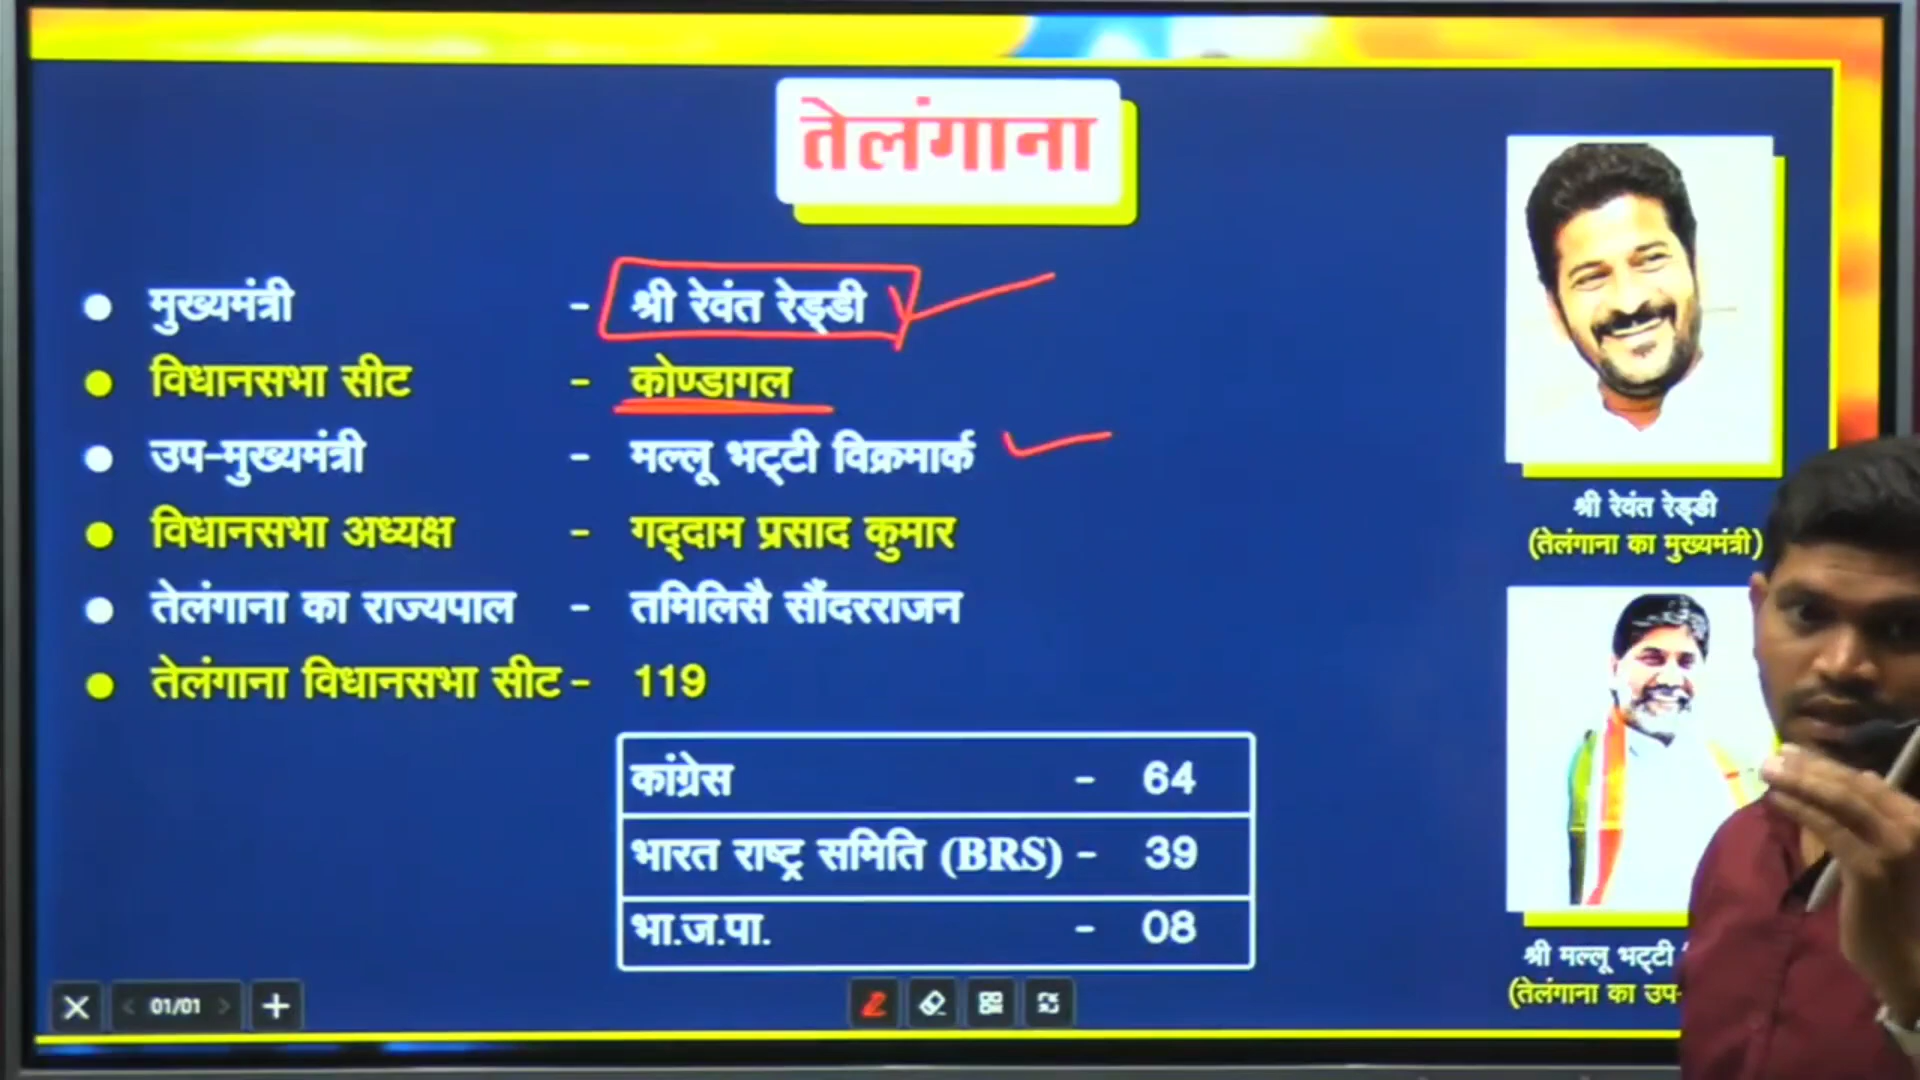 तेलंगाना
मुख्यमंत्री - श्री रेवंत रेड्डी
विधानसभा सीट - कोण्डागल
उप-मुख्यमंत्री - मल्लू भट्टी विक्रमार्क
विधानसभा अध्यक्ष - गद्दाम प्रसाद कुमार
तेलंगाना का राज्यपाल - तमिलिसै सौंदरराजन
तेलंगाना विधानसभा सीट - 119
कांग्रेस - 64
भारत राष्ट्र समिति (BRS) - 39
भा.ज.पा. - 08
श्री रेवंत रेड्डी
(तेलंगाना का मुख्यमंत्री)
श्री मल्लू भट्टी
(तेलंगाना का उप-
01/01